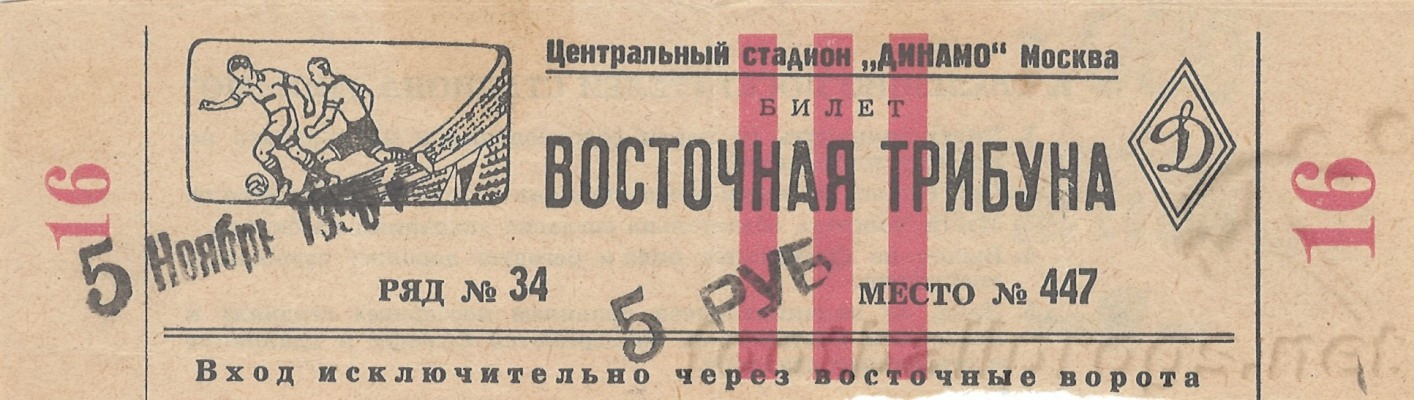 16
Центральный стадион „ДИНАМО“ Москва
БИЛЕТ
ВОСТОЧНАЯ ТРИБУНА
Д
16
5 Ноябрь
РЯД № 34
5 РУБ
МЕСТО № 447
Вход исключительно через восточные ворота